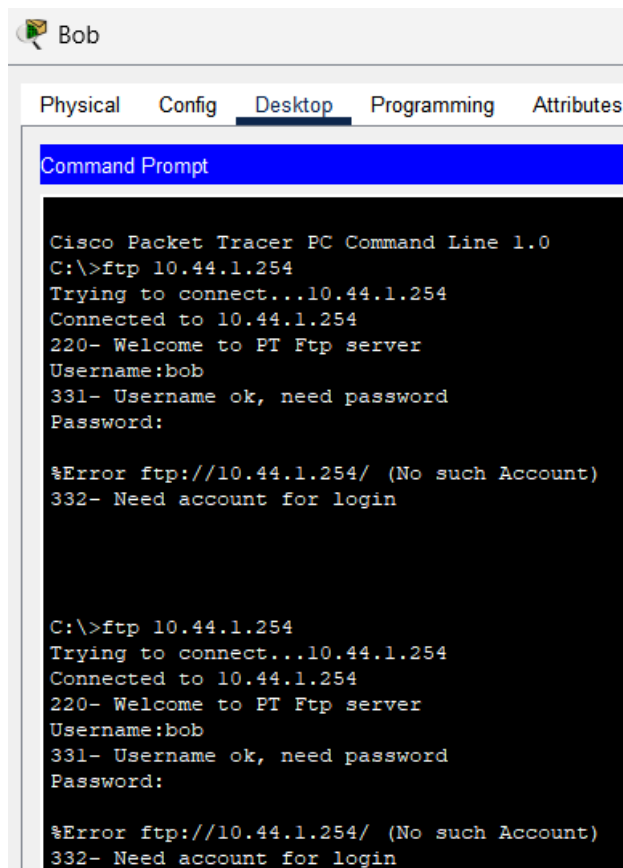 Bob
Physical Config Desktop Programming Attributes
Command Prompt
Cisco Packet Tracer PC Command Line 1.0
C:\>ftp 10.44.1.254
Trying to connect...10.44.1.254
Connected to 10.44.1.254
220- Welcome to PT Ftp server
Username:bob
331- Username ok, need password
Password:
%Error ftp://10.44.1.254/ (No such Account)
332- Need account for login
C:\>ftp 10.44.1.254
Trying to connect...10.44.1.254
Connected to 10.44.1.254
220- Welcome to PT Ftp server
Username:bob
331- Username ok, need password
Password:
%Error ftp://10.44.1.254/ (No such Account)
332- Need account for login